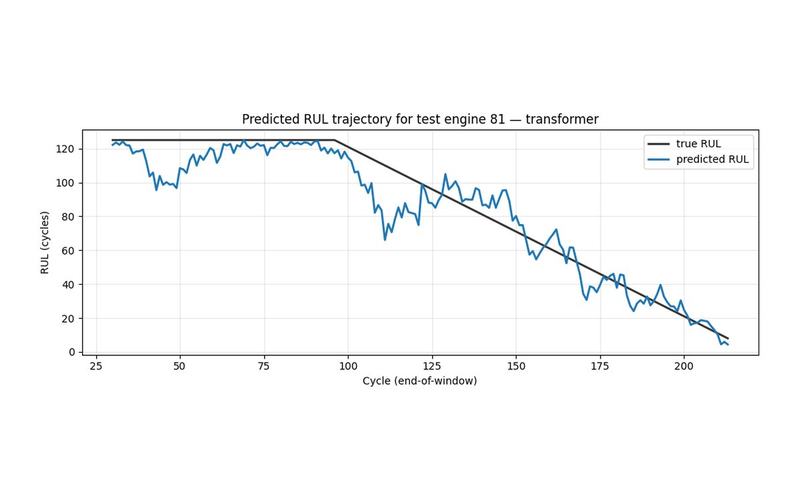 Predicted RUL trajectory for test engine 81 — transformer
true RUL
predicted RUL
120
100
80
60
40
20
0
RUL (cycles)
25 50 75 100 125 150 175 200
Cycle (end-of-window)